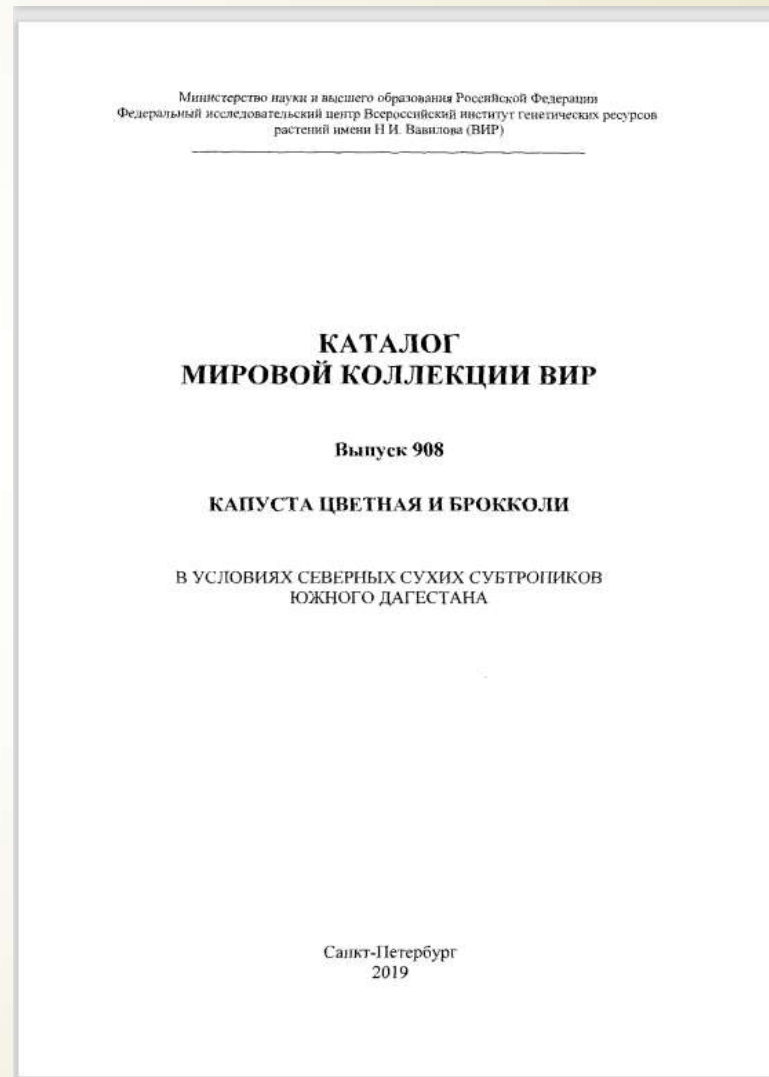 Министерство науки и высшего образования Российской Федерации
Федеральный исследовательский центр Всероссийский институт генетических ресурсов
растений имени Н И. Вавилова (ВИР)
КАТАЛОГ
МИРОВОЙ КОЛЛЕКЦИИ ВИР
Выпуск 908
КАПУСТА ЦВЕТНАЯ И БРОККОЛИ
В УСЛОВИЯХ СЕВЕРНЫХ СУХИХ СУБТРОПИКОВ
ЮЖНОГО ДАГЕСТАНА
Санкт-Петербург
2019